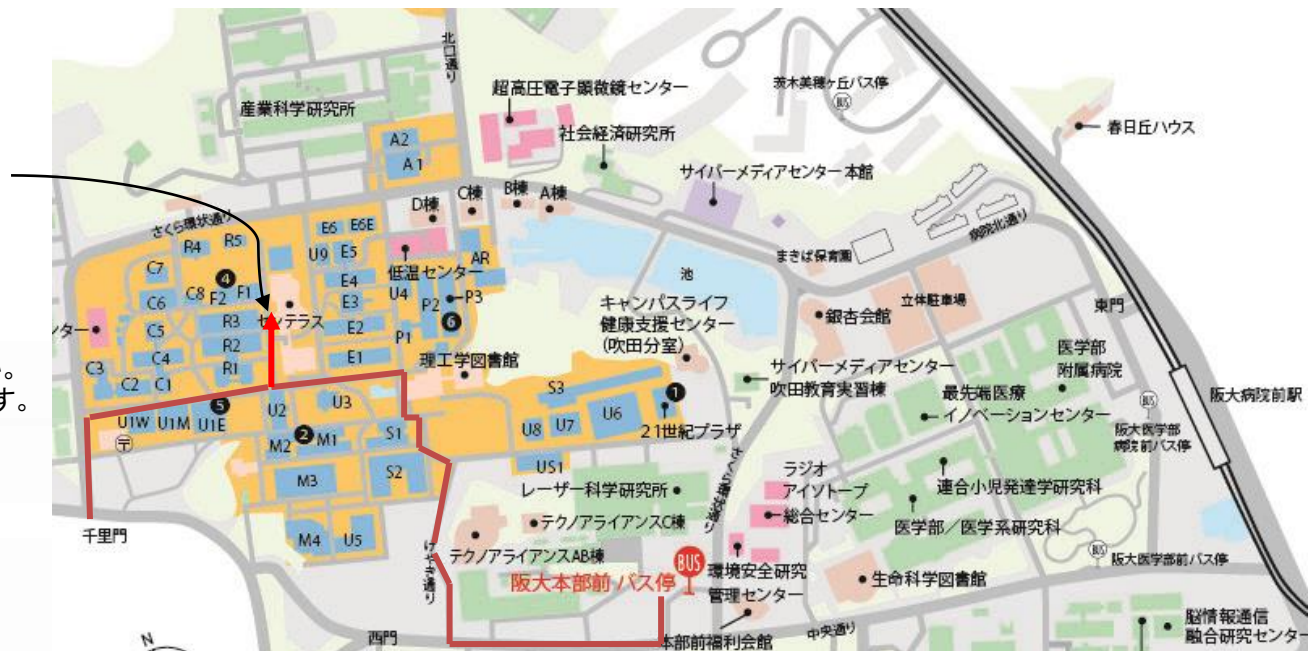 北口通り
超高圧電子顕微鏡センター
茨木美穂ヶ丘バス停
BUS
産業科学研究所
社会経済研究所
春日丘ハウス
A2
A1
サイバーメディアセンター 本館
D棟
C棟
B棟
A棟
さくら環状通り
病院北通り
R4
R5
E6
E6E
U9
E5
低温センター
AR
まきば保育園
池
C7
4
C8
F2
F1
E4
U4
P2
P3
キャンパスライフ
健康支援センター
(吹田分室)
立体駐車場
東門
C6
E3
6
銀杏会館
センテラス
ンター
C5
R3
E2
P1
C4
R2
E1
理工学図書館
サイバーメディアセンター
吹田教育実習棟
医学部
附属病院
C3
C2
C1
R1
S3
1
最先端医療
イノベーションセンター
阪大病院前駅
。
す。
U1W
U1M
U1E
5
U2
U3
U8
U7
U6
21世紀プラザ
阪大医学部
病院前バス停
〒
M2
2
M1
S1
US1
さくら環状通り
ラジオ
アイソトープ
総合センター
M3
S2
レーザー科学研究所
連合小児発達学研究科
千里門
テクノアライアンスC棟
医学部/医学系研究科
M4
U5
けやき通り
テクノアライアンスAB棟
BUS
阪大本部前 バス停
環境安全研究
管理センター
生命科学図書館
BUS
阪大医学部前バス停
N
西門
本部前福利会館
中央通り
脳情報通信
融合研究センター